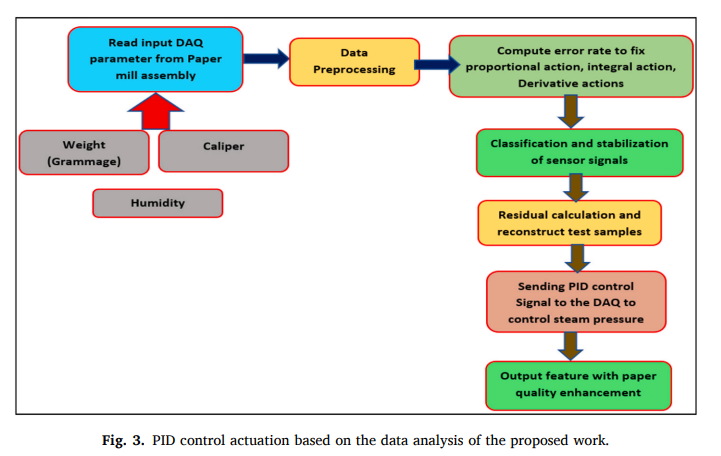 Read input DAQ
parameter from Paper
mill assembly
Data
Preprocessing
Compute error rate to fix
proportional action, integral action,
Derivative actions
Weight
(Grammage)
Caliper
Humidity
Classification and stabilization
of sensor signals
Residual calculation and
reconstruct test samples
Sending PID control
Signal to the DAQ to
control steam pressure
Output feature with paper
quality enhancement
Fig. 3. PID control actuation based on the data analysis of the proposed work.